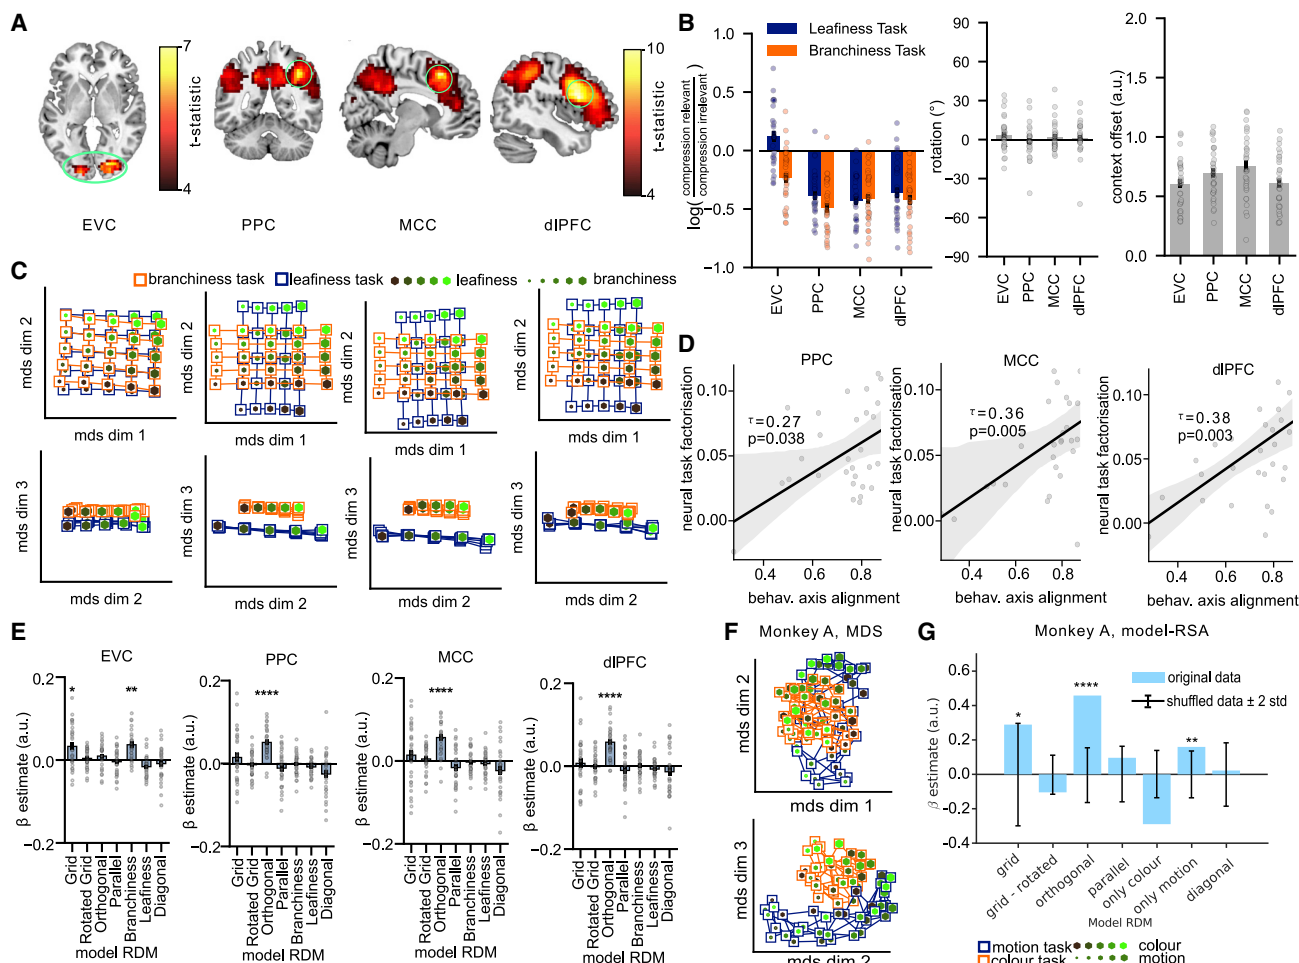 A
7
t-statistic
4
10
t-statistic
4
EVC
PPC
MCC
dlPFC
B
Leafiness Task
Branchiness Task
log(compression relevant/compression irrelevant)
1.0
0.5
0.0
−0.5
−1.0
EVC
PPC
MCC
dlPFC
rotation (°)
90
60
30
0
−30
−60
−90
EVC
PPC
MCC
dlPFC
context offset (a.u.)
2.0
1.5
1.0
0.5
0.0
EVC
PPC
MCC
dlPFC
C
branchiness task
leafiness task
leafiness
branchiness
mds dim 2
mds dim 1
mds dim 2
mds dim 1
mds dim 2
mds dim 1
mds dim 2
mds dim 1
mds dim 3
mds dim 2
mds dim 3
mds dim 2
mds dim 3
mds dim 2
mds dim 3
mds dim 2
D
PPC
τ=0.27
p=0.038
neural task factorisation
0.10
0.05
0.00
0.4
0.6
0.8
behav. axis alignment
MCC
τ=0.36
p=0.005
neural task factorisation
0.10
0.05
0.00
0.4
0.6
0.8
behav. axis alignment
dlPFC
τ=0.38
p=0.003
neural task factorisation
0.10
0.05
0.00
0.4
0.6
0.8
behav. axis alignment
E
EVC
β estimate (a.u.)
0.2
0.0
−0.2
*
**
Grid
Rotated Grid
Orthogonal
Parallel
Branchiness
Leafiness
Diagonal
model RDM
PPC
β estimate (a.u.)
0.2
0.0
−0.2
****
Grid
Rotated Grid
Orthogonal
Parallel
Branchiness
Leafiness
Diagonal
model RDM
MCC
β estimate (a.u.)
0.2
0.0
−0.2
****
Grid
Rotated Grid
Orthogonal
Parallel
Branchiness
Leafiness
Diagonal
model RDM
dlPFC
β estimate (a.u.)
0.2
0.0
−0.2
****
Grid
Rotated Grid
Orthogonal
Parallel
Branchiness
Leafiness
Diagonal
model RDM
F
Monkey A, MDS
mds dim 2
mds dim 1
mds dim 3
mds dim 2
G
Monkey A, model-RSA
original data
shuffled data ± 2 std
β estimate (a.u.)
0.6
0.4
0.2
0.0
−0.2
−0.4
*
****
**
grid
grid - rotated
orthogonal
parallel
only colour
only motion
diagonal
Model RDM
motion task
colour
colour task
motion